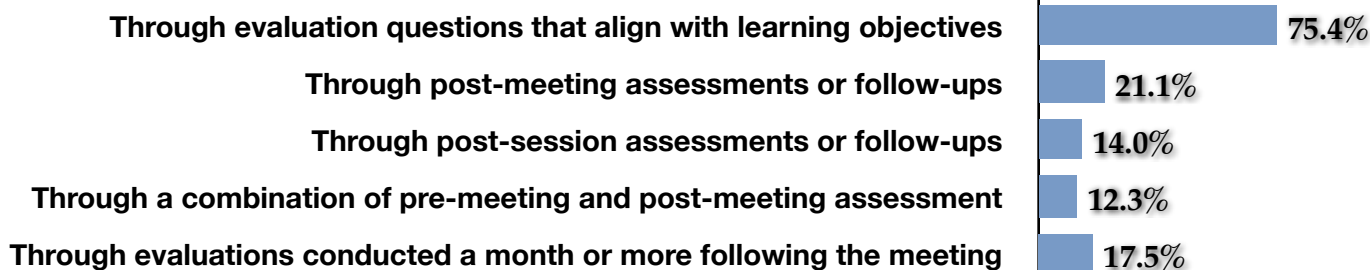 Through evaluation questions that align with learning objectives 75.4%
Through post-meeting assessments or follow-ups 21.1%
Through post-session assessments or follow-ups 14.0%
Through a combination of pre-meeting and post-meeting assessment 12.3%
Through evaluations conducted a month or more following the meeting 17.5%